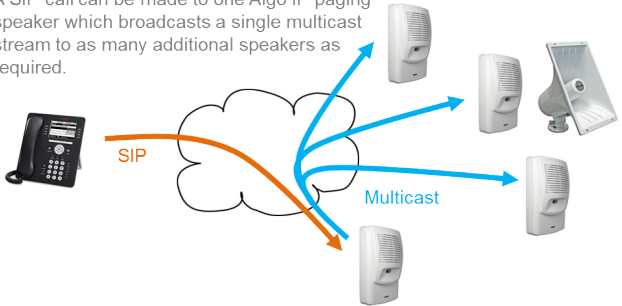 A SIP call can be made to one Algo IP paging
speaker which broadcasts a single multicast
stream to as many additional speakers as
required.
SIP
Multicast